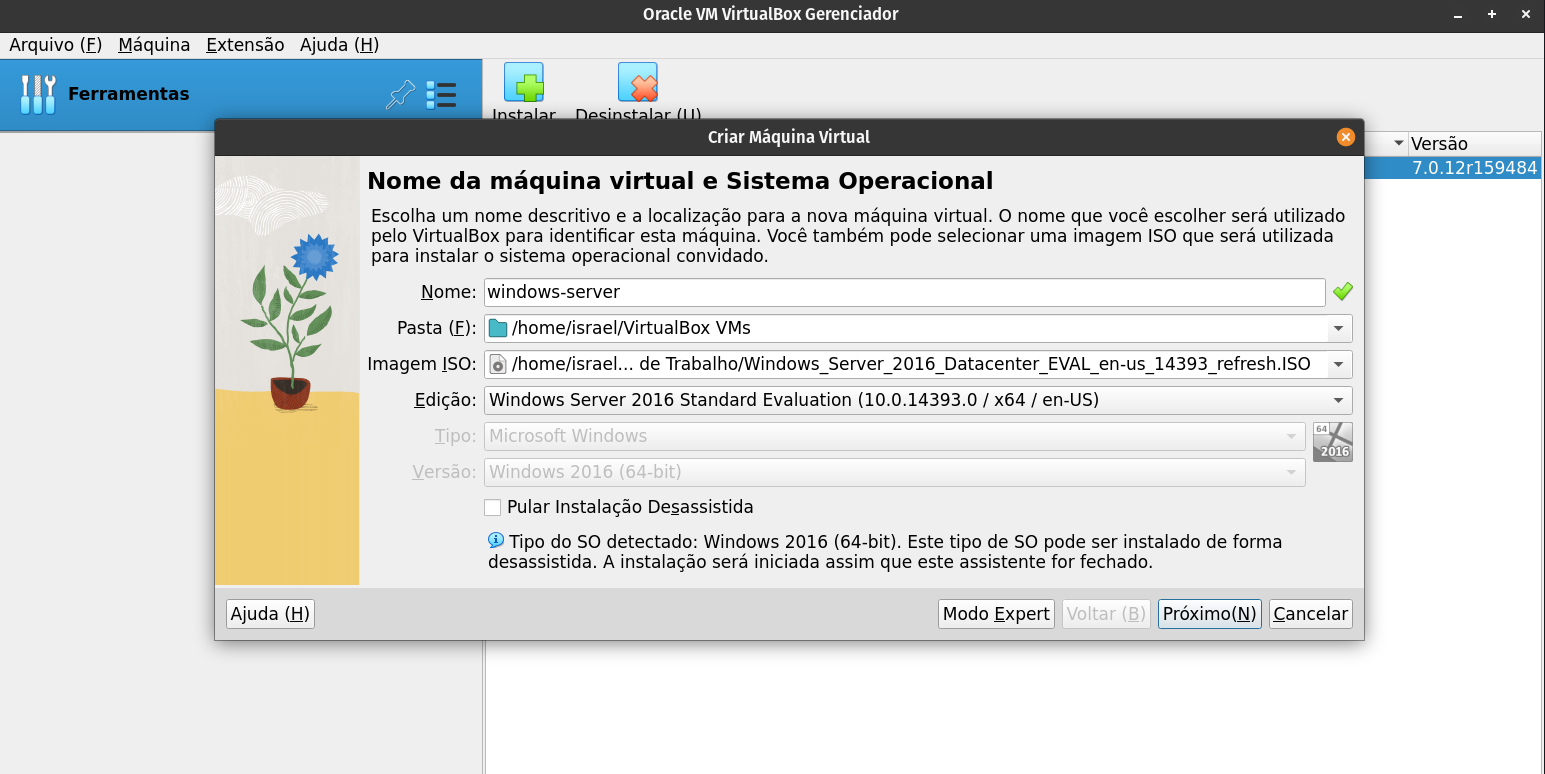 Oracle VM VirtualBox Gerenciador
Arquivo (F) Máquina Extensão Ajuda (H)
Ferramentas
Instalar Desinstalar (U)
Criar Máquina Virtual
Versão
7.0.12r159484
Nome da máquina virtual e Sistema Operacional
Escolha um nome descritivo e a localização para a nova máquina virtual. O nome que você escolher será utilizado
pelo VirtualBox para identificar esta máquina. Você também pode selecionar uma imagem ISO que será utilizada
para instalar o sistema operacional convidado.
Nome: windows-server
Pasta (F): /home/israel/VirtualBox VMs
Imagem ISO: /home/israel... de Trabalho/Windows_Server_2016_Datacenter_EVAL_en-us_14393_refresh.ISO
Edição: Windows Server 2016 Standard Evaluation (10.0.14393.0 / x64 / en-US)
Tipo: Microsoft Windows
64
2016
Versão: Windows 2016 (64-bit)
Pular Instalação Desassistida
Tipo do SO detectado: Windows 2016 (64-bit). Este tipo de SO pode ser instalado de forma
desassistida. A instalação será iniciada assim que este assistente for fechado.
Ajuda (H) Modo Expert Voltar (B) Próximo(N) Cancelar